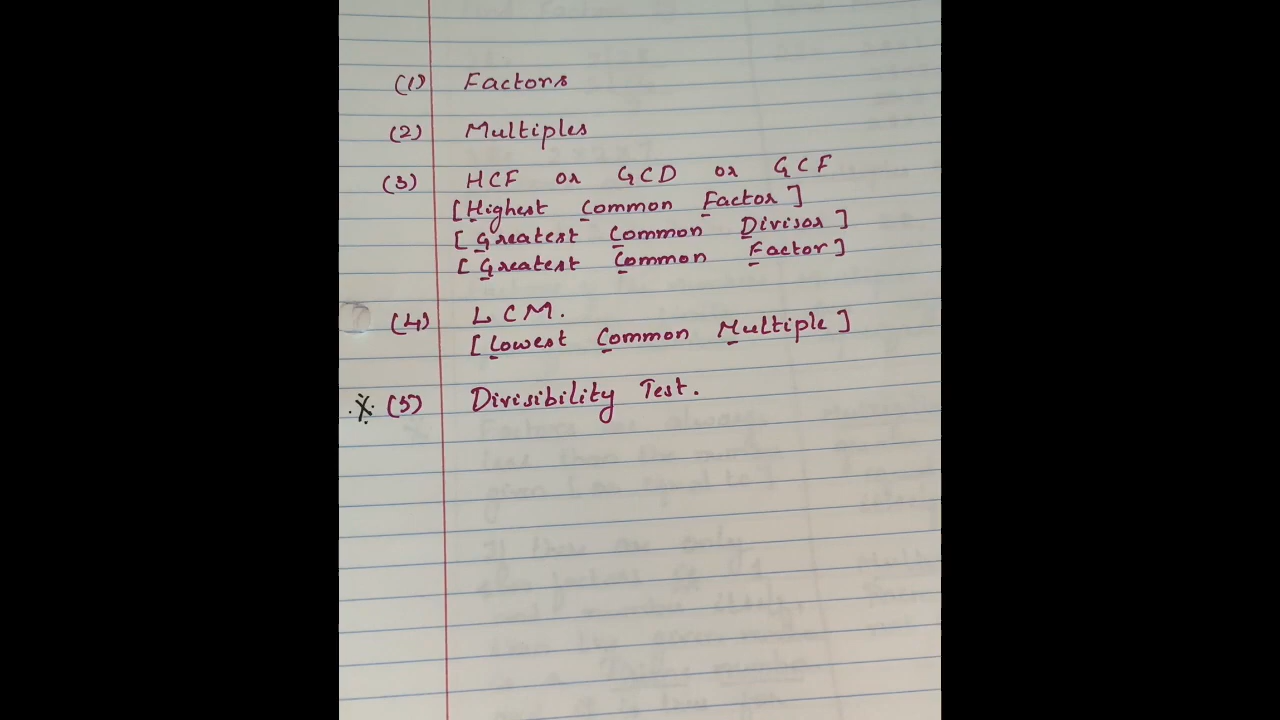 (1) Factors
(2) Multiples
(3) HCF or GCD or GCF
[Highest Common Factor]
[Greatest Common Divisor]
[Greatest Common Factor]
(4) LCM.
[Lowest Common Multiple]
(5) Divisibility Test.